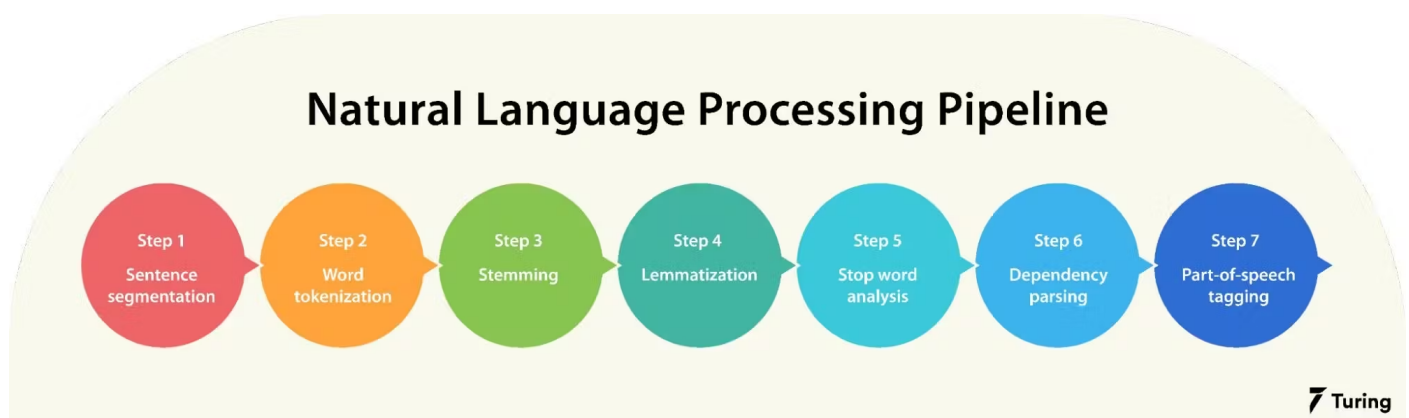 Natural Language Processing Pipeline
Step 1
Sentence
segmentation
Step 2
Word
tokenization
Step 3
Stemming
Step 4
Lemmatization
Step 5
Stop word
analysis
Step 6
Dependency
parsing
Step 7
Part-of-speech
tagging
Turing